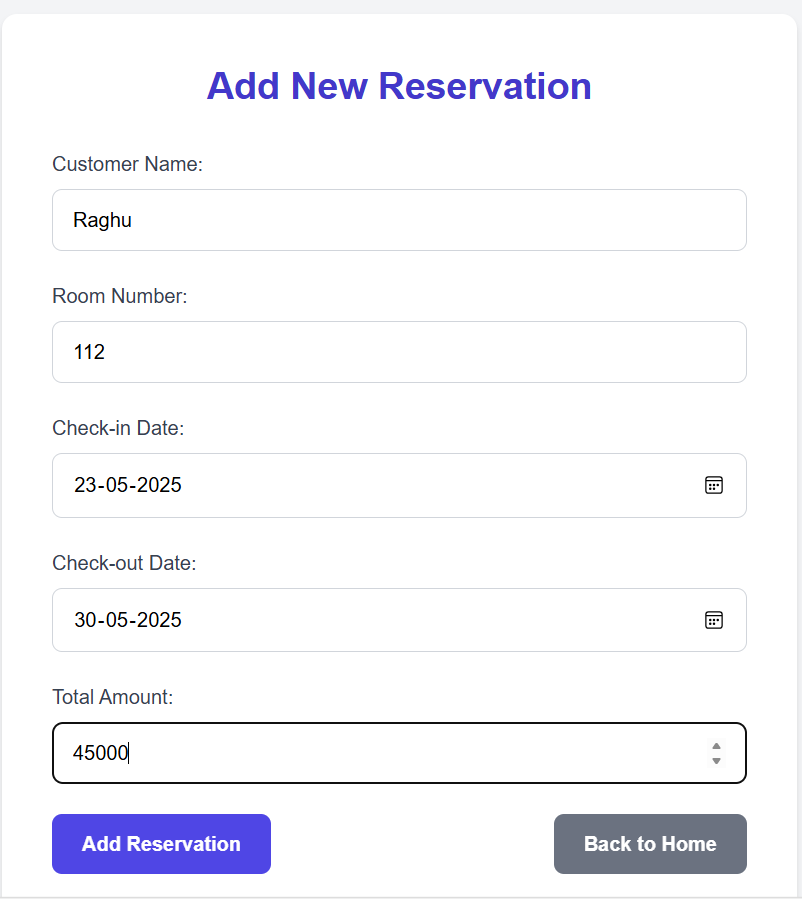 Add New Reservation
Customer Name:
Raghu
Room Number:
112
Check-in Date:
23-05-2025
Check-out Date:
30-05-2025
Total Amount:
45000
Add Reservation
Back to Home